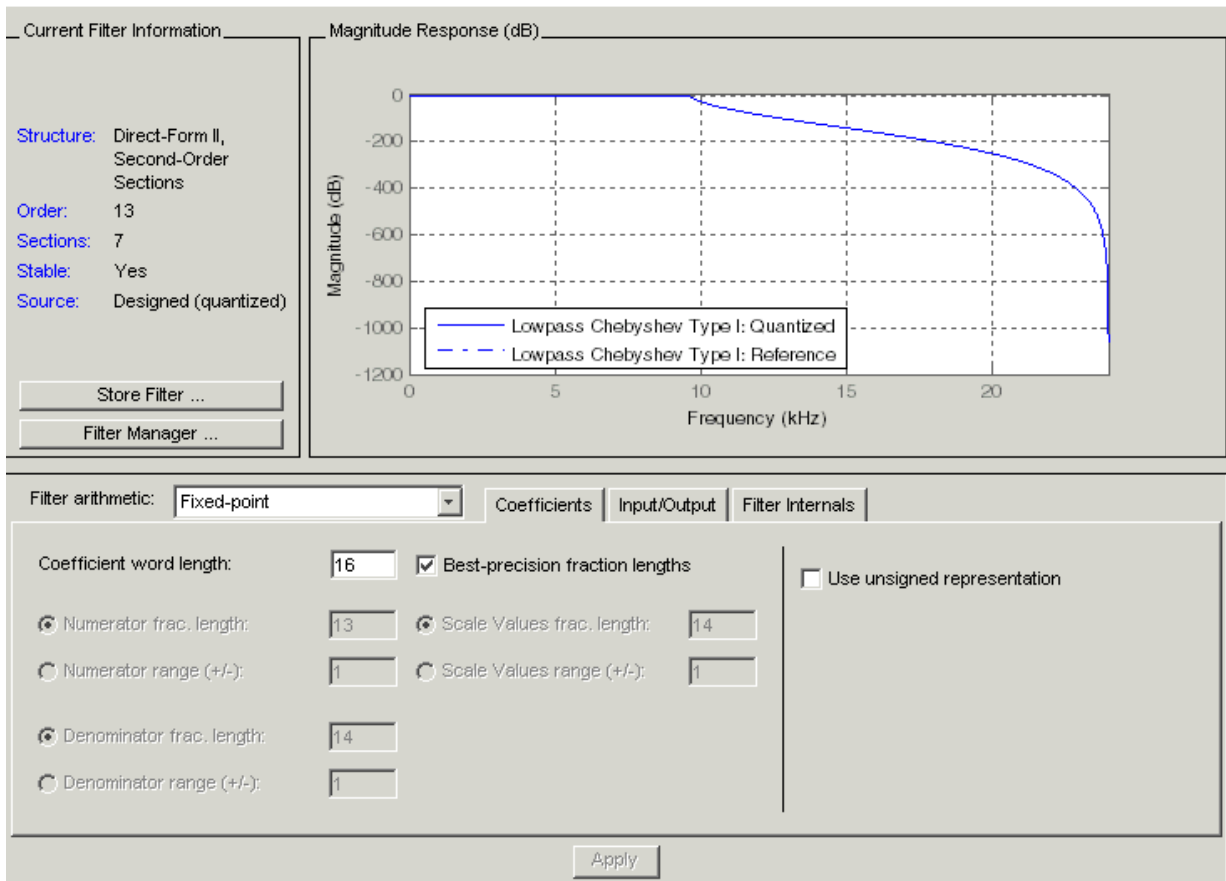 Current Filter Information
Structure: Direct-Form II,
Second-Order
Sections
Order: 13
Sections: 7
Stable: Yes
Source: Designed (quantized)
Store Filter ...
Filter Manager ...
Magnitude Response (dB)
Magnitude (dB)
0
-200
-400
-600
-800
-1000
-1200
Lowpass Chebyshev Type I: Quantized
Lowpass Chebyshev Type I: Reference
0 5 10 15 20
Frequency (kHz)
Filter arithmetic: Fixed-point
Coefficients Input/Output Filter Internals
Coefficient word length: 16 Best-precision fraction lengths
Use unsigned representation
Numerator frac. length: 13 Scale Values frac. length: 14
Numerator range (+/-): 1 Scale Values range (+/-): 1
Denominator frac. length: 14
Denominator range (+/-): 1
Apply